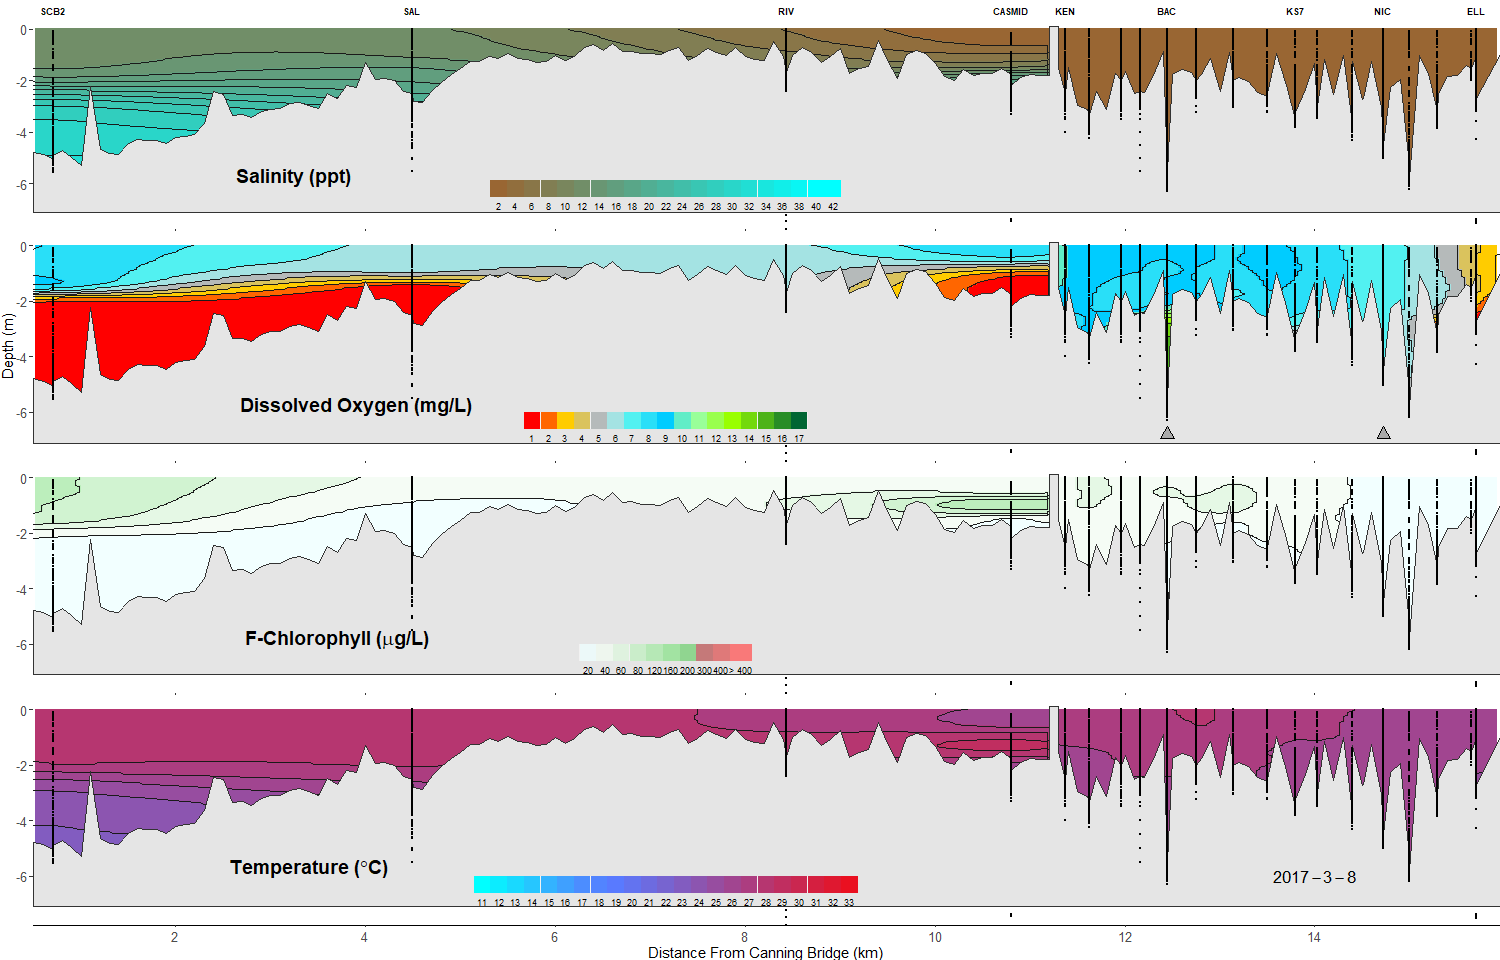 SCB2 SAL RIV CASMID KEN BAC KS7 NIC ELL
0
-2
-4
-6
Salinity (ppt)
2 4 6 8 10 12 14 16 18 20 22 24 26 28 30 32 34 36 38 40 42
0
-2
-4
-6
Dissolved Oxygen (mg/L)
1 2 3 4 5 6 7 8 9 10 11 12 13 14 15 16 17
Depth (m)
0
-2
-4
-6
F-Chlorophyll (μg/L)
20 40 60 80 120 160 200 300 400 > 400
0
-2
-4
-6
Temperature (°C)
11 12 13 14 15 16 17 18 19 20 21 22 23 24 25 26 27 28 29 30 31 32 33
2017–3–8
2 4 6 8 10 12 14
Distance From Canning Bridge (km)